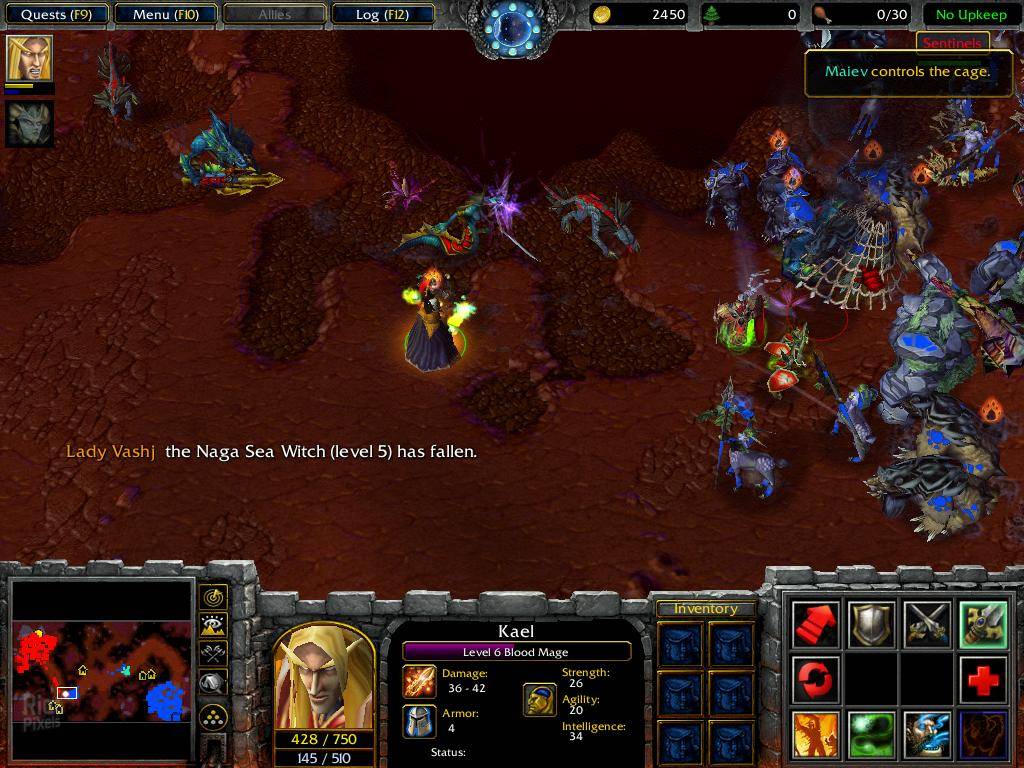 Quests (F9) Menu (F10) Allies Log (F12) 2450 0 0/30 No Upkeep
Sentinels
Maiev controls the cage.
Lady Vashj the Naga Sea Witch (level 5) has fallen.
Kael
Level 6 Blood Mage
Damage:
36 - 42
Armor:
4
Status:
Strength:
26
Agility:
20
Intelligence:
34
428 / 750
145 / 510
Inventory
Pixels